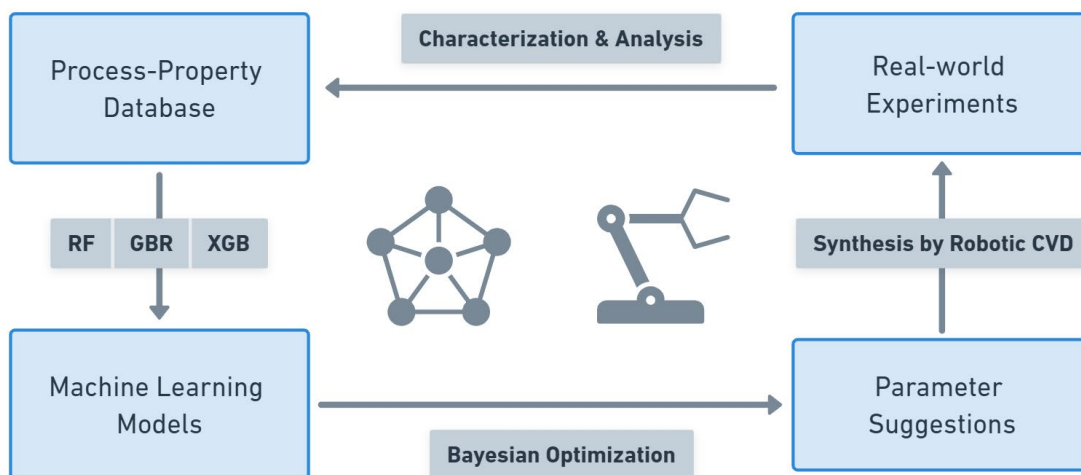 Characterization & Analysis
Process-Property
Database
Real-world
Experiments
RF GBR XGB
Synthesis by Robotic CVD
Machine Learning
Models
Parameter
Suggestions
Bayesian Optimization